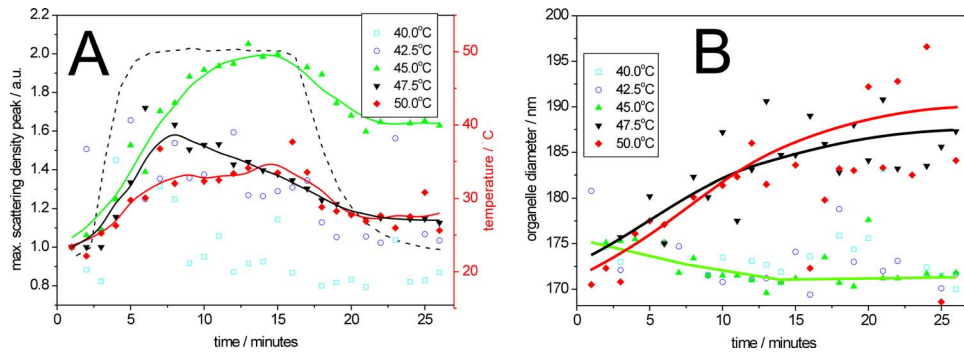 A
2.2
2.0
1.8
1.6
1.4
1.2
1.0
0.8
max. scattering density peak / a.u.
0
5
10
15
20
25
time / minutes
50
40
30
20
temperature / °C
40.0°C
42.5°C
45.0°C
47.5°C
50.0°C
B
195
190
185
180
175
170
organelle diameter / nm
0
5
10
15
20
25
time / minutes
40.0°C
42.5°C
45.0°C
47.5°C
50.0°C